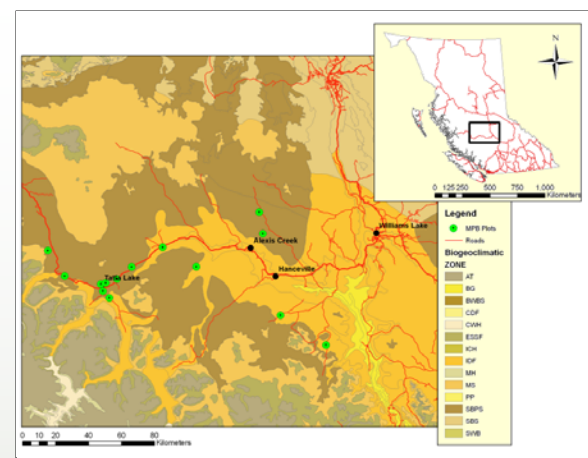 N
0 125 250 500 750 1,000
Kilometers
Williams Lake
Alexis Creek
Hanceville
Tatla Lake
0 5 10 20 40 60 80
Kilometers
Legend
MPB Plots
Roads
Biogeoclimatic
ZONE
AT
BG
BWBS
CDF
CWH
ESSF
ICH
IDF
MH
MS
PP
SBPS
SBS
SWB